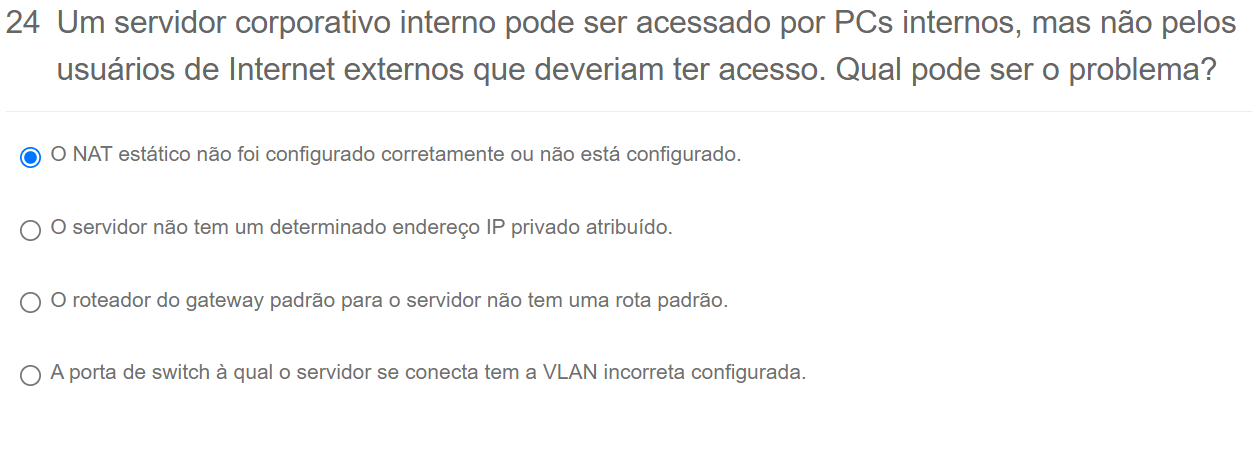 24 Um servidor corporativo interno pode ser acessado por PCs internos, mas não pelos
usuários de Internet externos que deveriam ter acesso. Qual pode ser o problema?
O NAT estático não foi configurado corretamente ou não está configurado.
O servidor não tem um determinado endereço IP privado atribuído.
O roteador do gateway padrão para o servidor não tem uma rota padrão.
A porta de switch à qual o servidor se conecta tem a VLAN incorreta configurada.